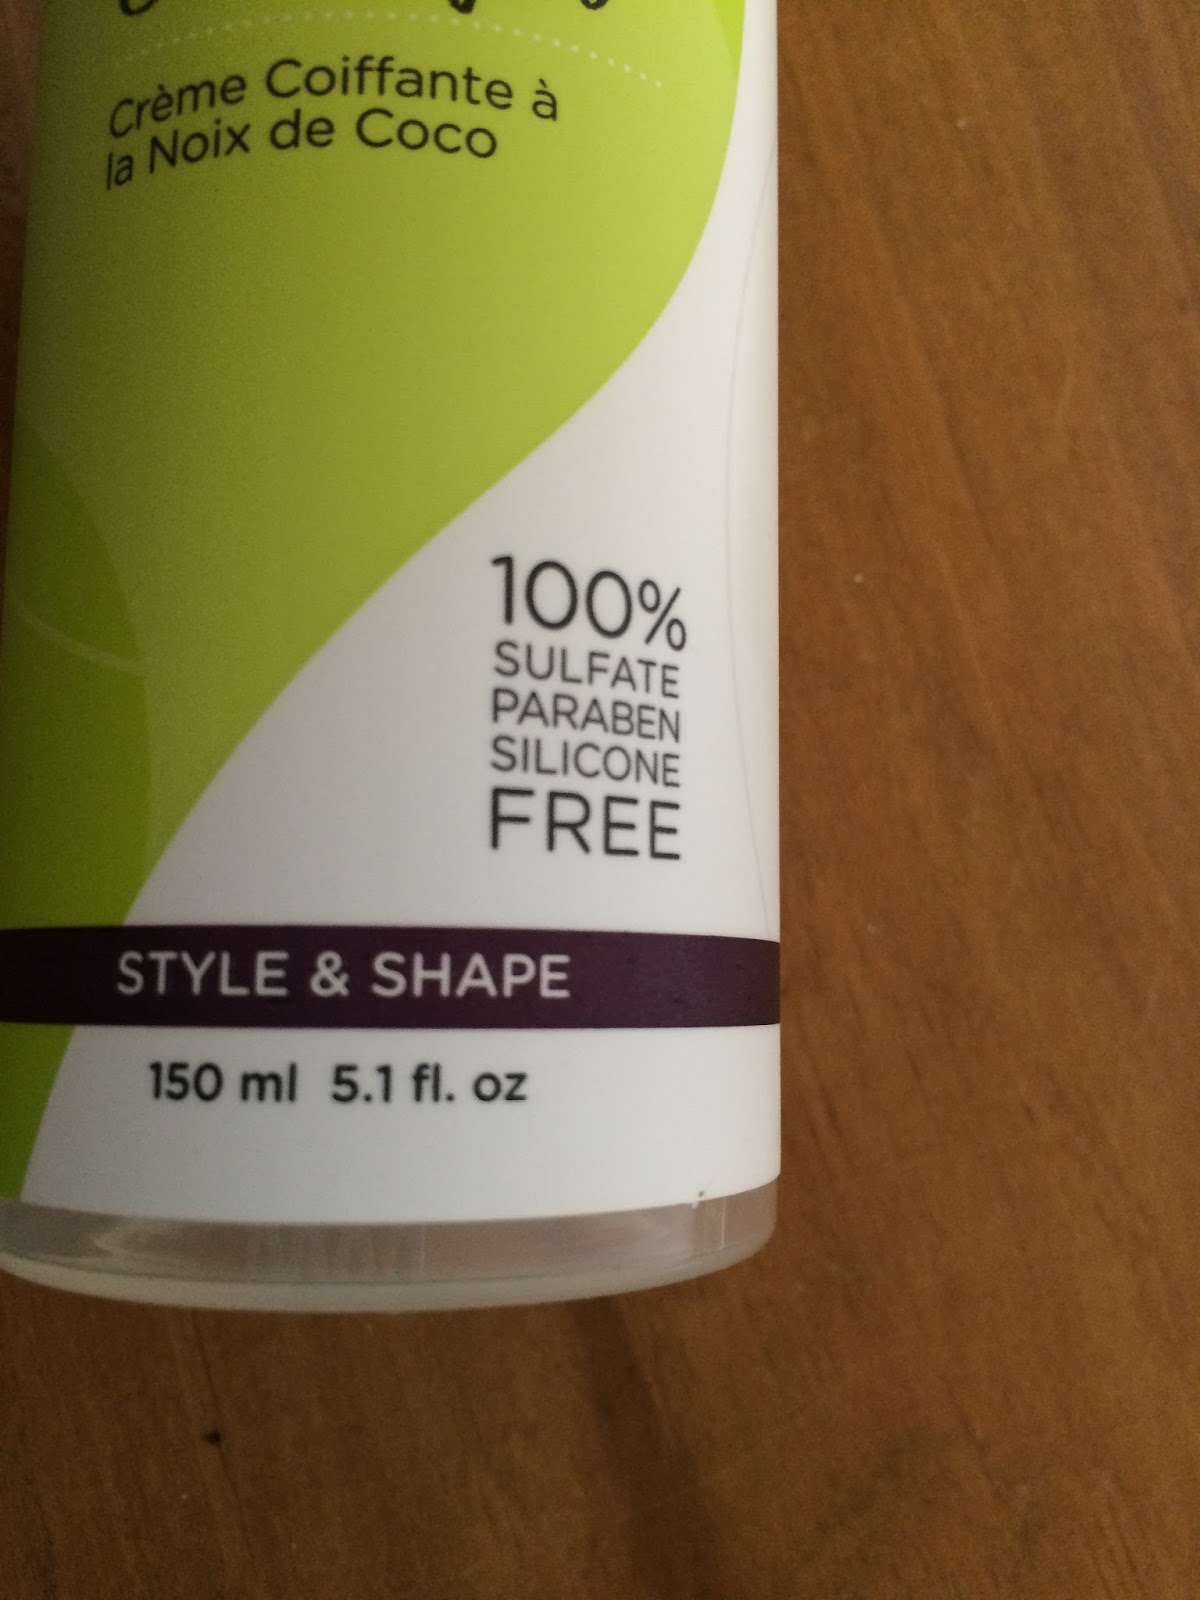 Crème Coiffante à
la Noix de Coco
100%
SULFATE
PARABEN
SILICONE
FREE
STYLE & SHAPE
150 ml 5.1 fl. oz